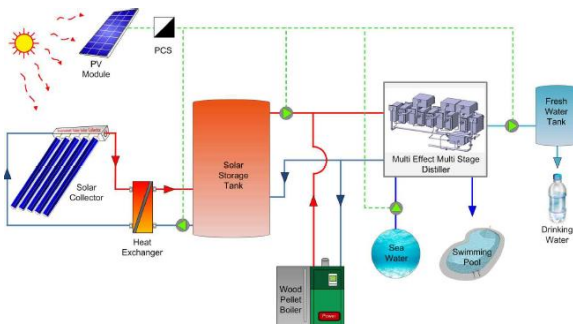 PV
Module
PCS
Solar
Collector
Heat
Exchanger
Solar
Storage
Tank
Wood
Pellet
Boiler
Power
Multi Effect Multi Stage
Distiller
Sea
Water
Swimming
Pool
Fresh
Water
Tank
Drinking
Water